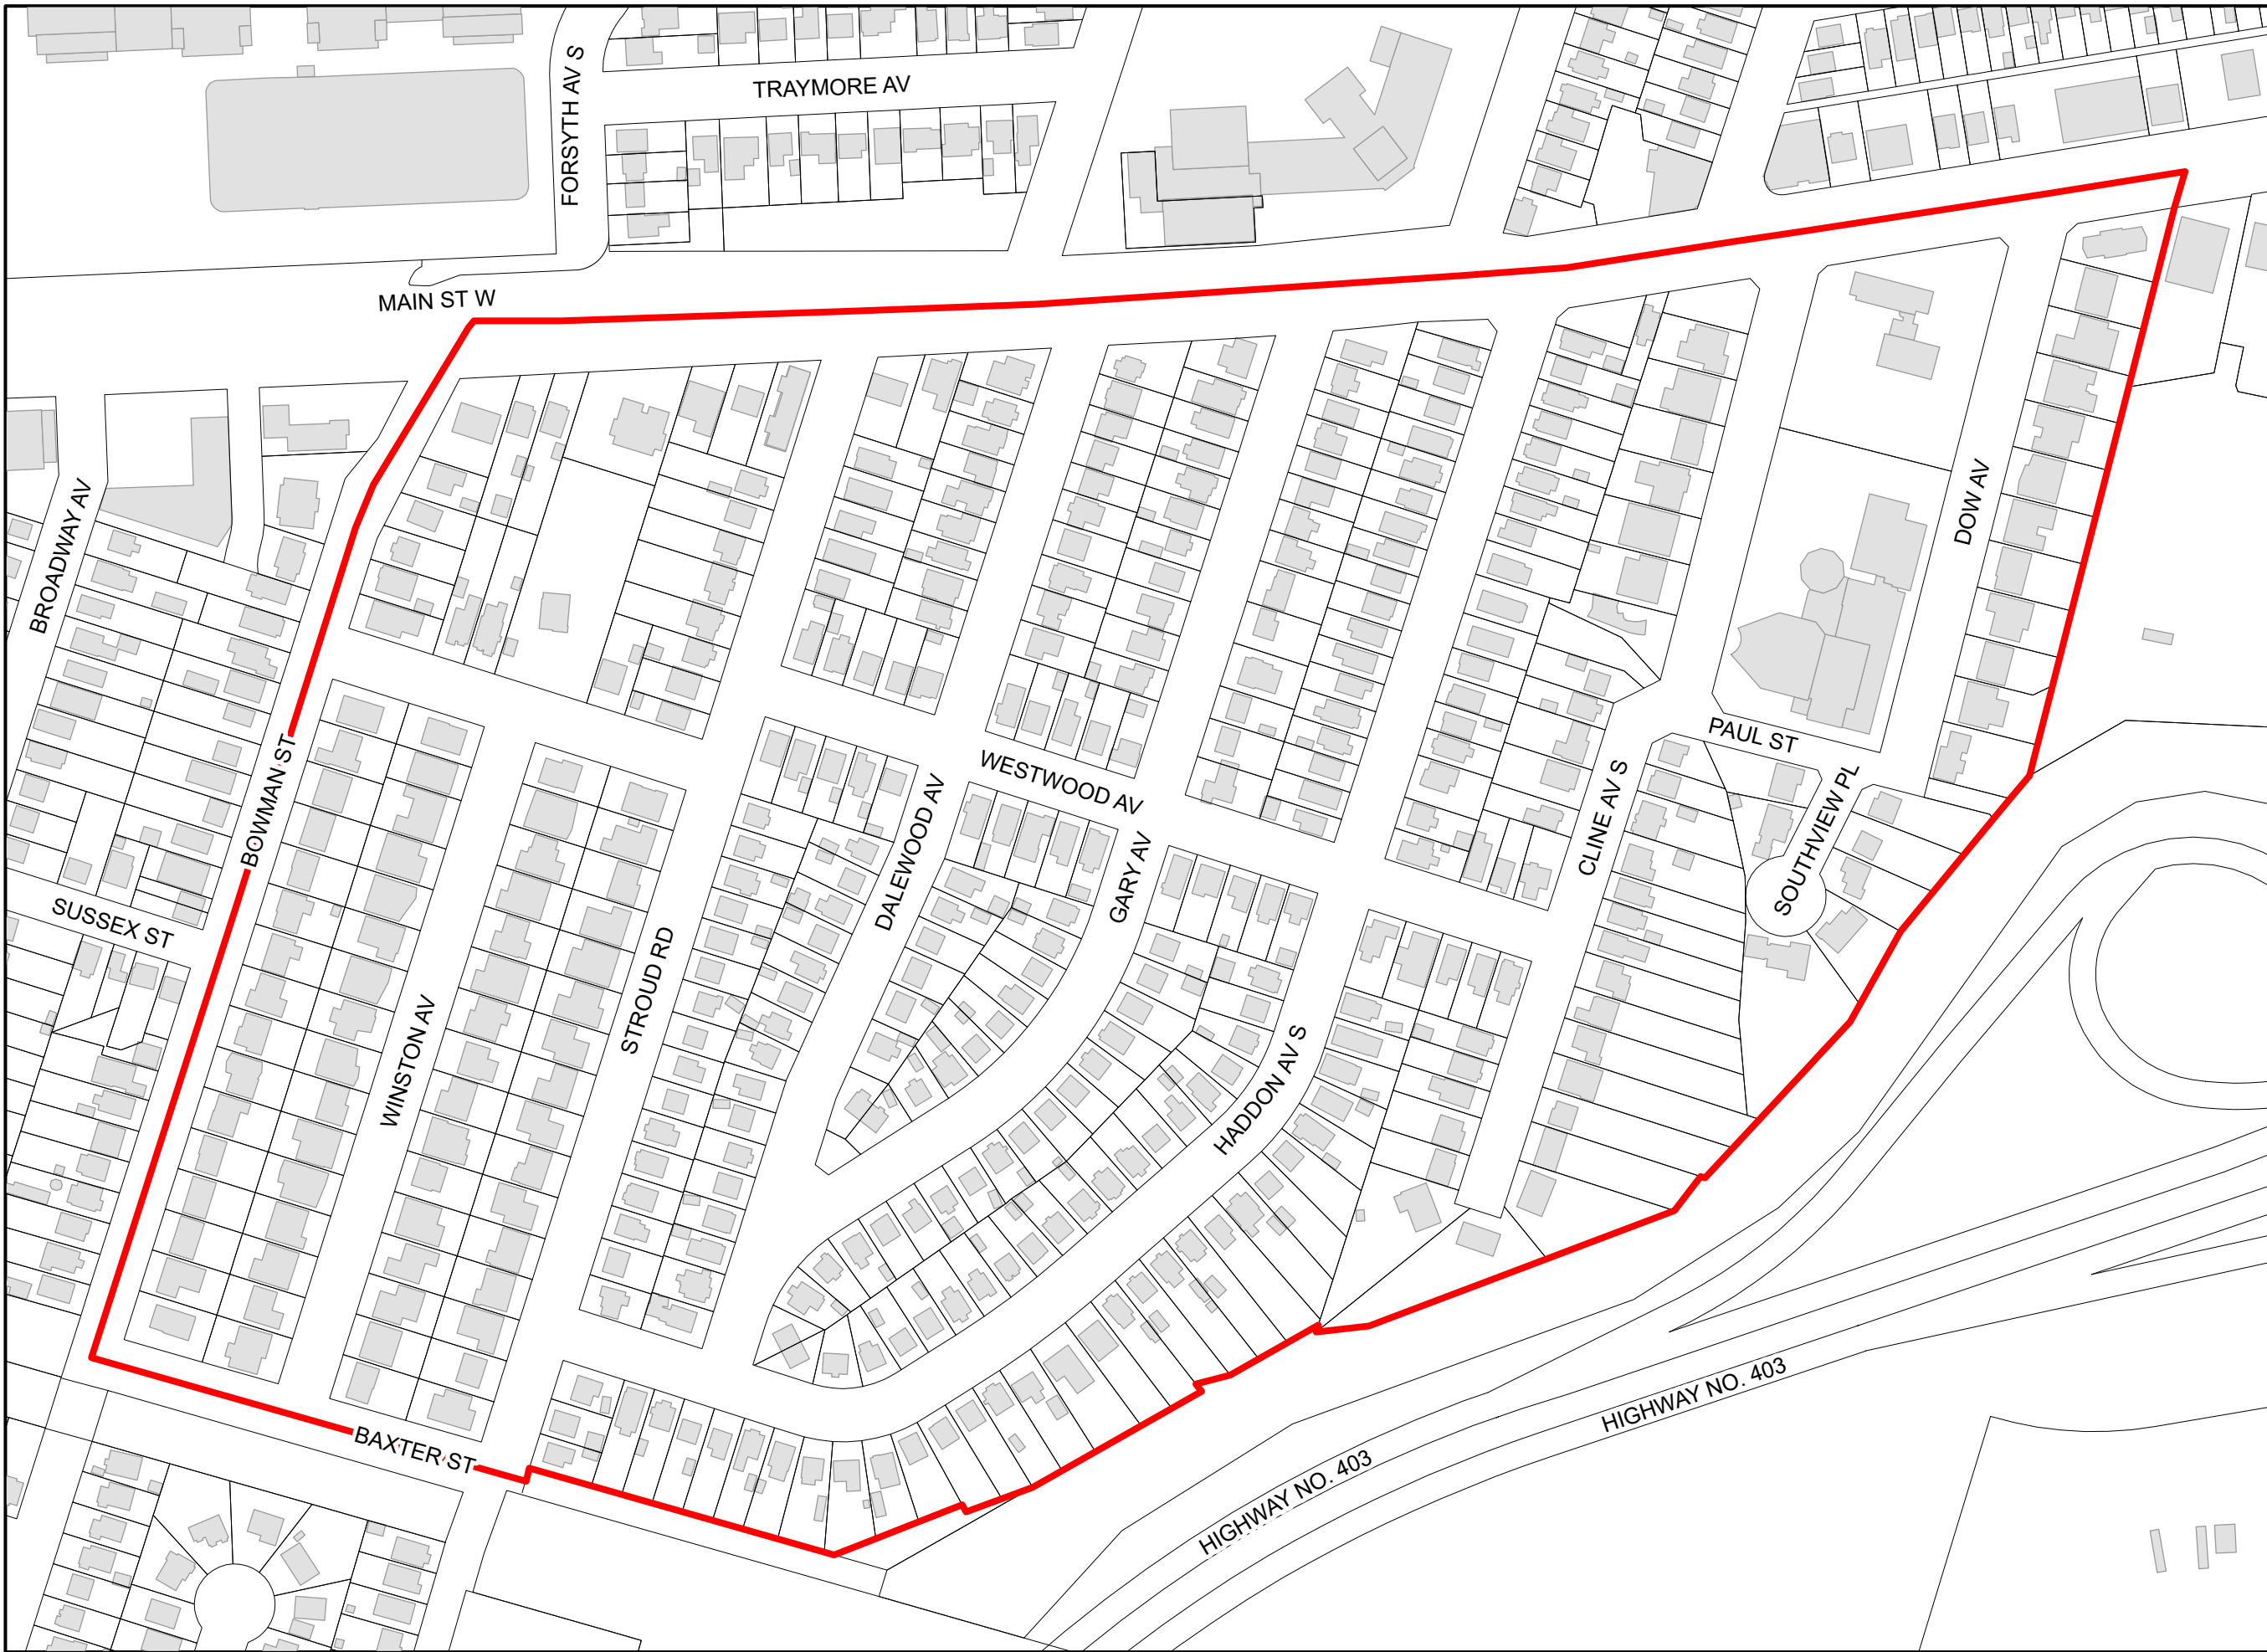 FORSYTH AV S
TRAYMORE AV
MAIN ST W
BROADWAY AV
DOW AV
PAUL ST
BOWMAN ST
WESTWOOD AV
DALEWOOD AV
GARY AV
CLINE AV S
SOUTHVIEW PL
SUSSEX ST
STROUD RD
WINSTON AV
HADDON AV S
BAXTER ST
HIGHWAY NO. 403
HIGHWAY NO. 403